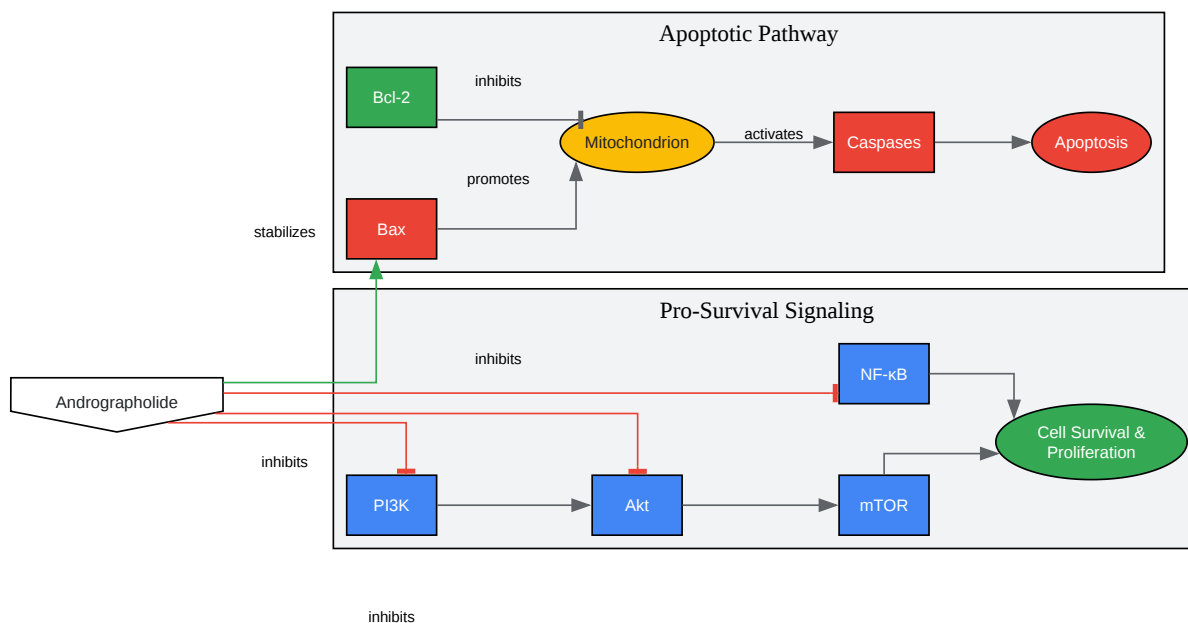 Apoptotic Pathway
Bcl-2
inhibits
Mitochondrion
activates
Caspases
Apoptosis
promotes
Bax
stabilizes
Pro-Survival Signaling
inhibits
NF-κB
Andrographolide
Cell Survival &
Proliferation
inhibits
PI3K
Akt
mTOR
inhibits